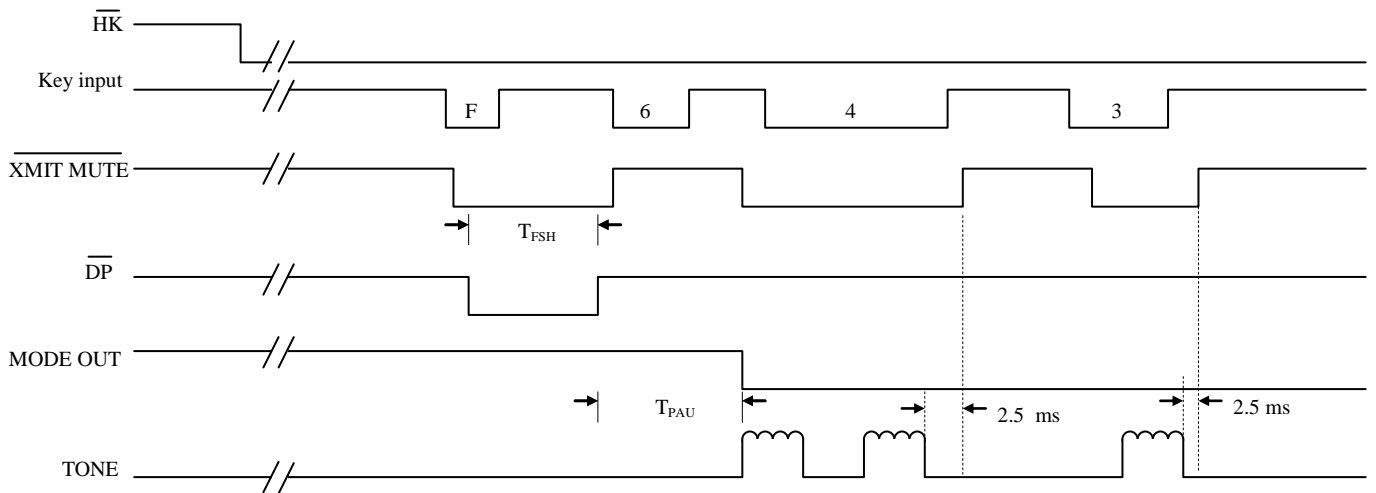 HK
Key input
F 6 4 3
XMIT MUTE
TFSH
DP
MODE OUT
TPAU
2.5 ms
2.5 ms
TONE